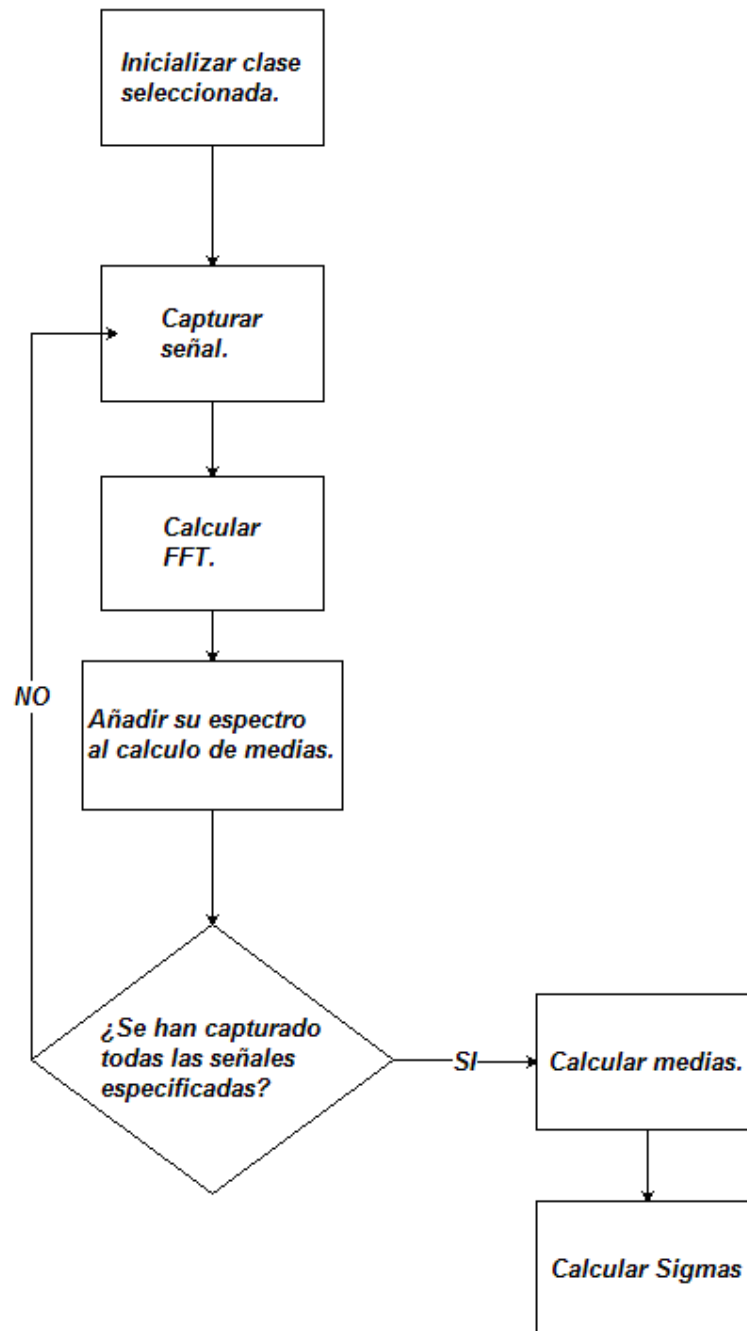 Inicializar clase
seleccionada.
Capturar
señal.
Calcular
FFT.
NO
Añadir su espectro
al calculo de medias.
¿Se han capturado
todas las señales
especificadas?
SI
Calcular medias.
Calcular Sigmas